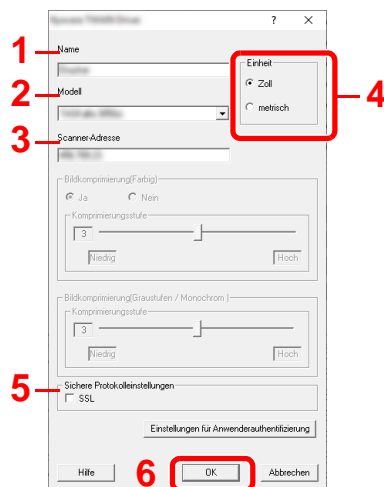 ? ×
1 Name
Einheit
Zoll
metrisch
4
2 Modell
3 Scanner-Adresse
Bildkomprimierung(Farbig)
Ja Nein
Komprimierungsstufe
3
Niedrig Hoch
Bildkomprimierung(Graustufen / Monochrom )
Komprimierungsstufe
3
Niedrig Hoch
5 Sichere Protokolleinstellungen
SSL
Einstellungen für Anwenderauthentifizierung
Hilfe 6 OK Abbrechen